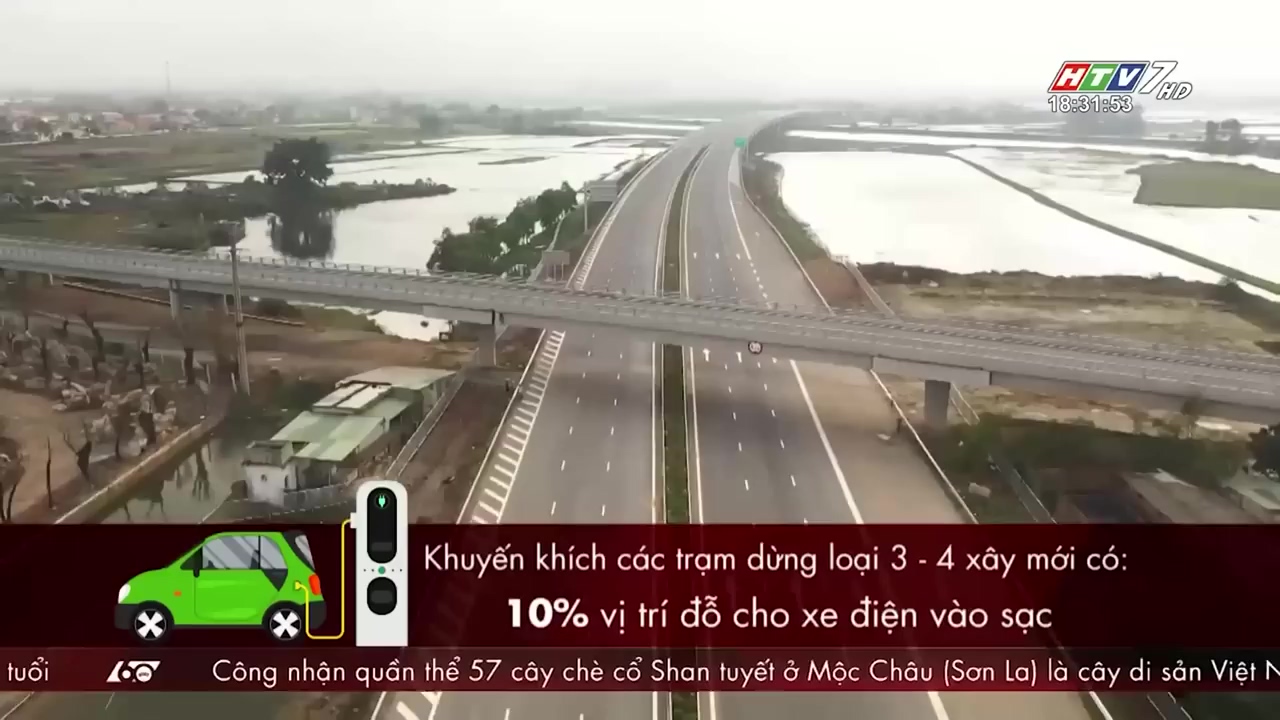 HTV7 HD
18:31:53
Khuyến khích các trạm dừng loại 3 - 4 xây mới có:
10% vị trí đỗ cho xe điện vào sạc
tuổi
Công nhận quần thể 57 cây chè cổ Shan tuyết ở Mộc Châu (Sơn La) là cây di sản Việt N